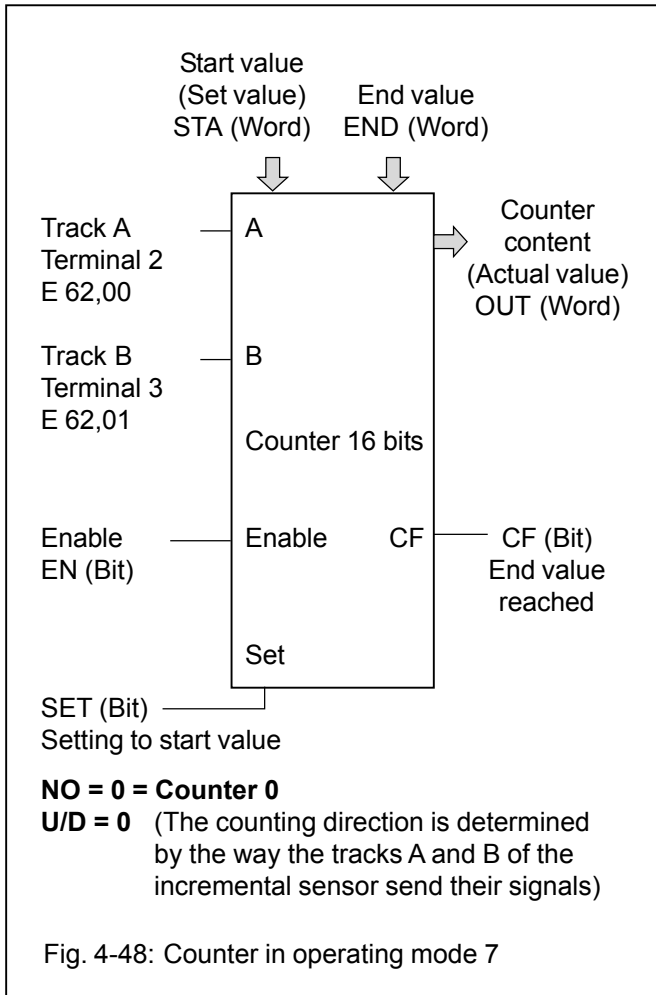 Start value
(Set value)
STA (Word)
End value
END (Word)
Track A
Terminal 2
E 62,00
A
Counter
content
(Actual value)
OUT (Word)
Track B
Terminal 3
E 62,01
B
Counter 16 bits
Enable
EN (Bit)
Enable
CF
CF (Bit)
End value
reached
Set
SET (Bit)
Setting to start value
NO = 0 = Counter 0
U/D = 0 (The counting direction is determined
by the way the tracks A and B of the
incremental sensor send their signals)
Fig. 4-48: Counter in operating mode 7